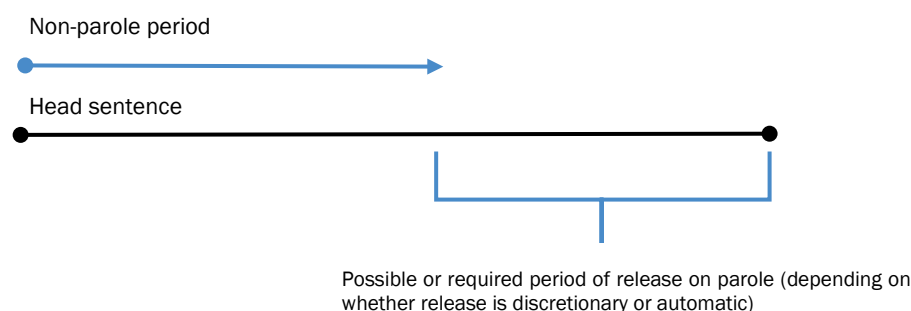 Non-parole period
Head sentence
Possible or required period of release on parole (depending on
whether release is discretionary or automatic)